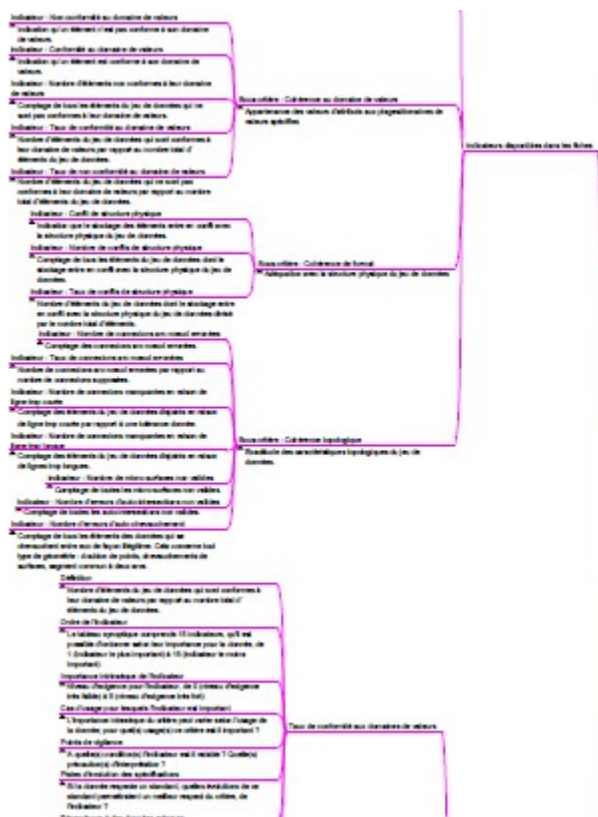 Indicateur : Non conformité au domaine de valeurs
Indication qu'un élément n'est pas conforme à son domaine
de valeurs.
Indicateur : Conformité au domaine de valeurs
Indication qu'un élément est conforme à son domaine de
valeurs.
Indicateur : Nombre d'éléments non conformes à leur domaine
de valeurs
Comptage de tous les éléments du jeu de données qui ne
sont pas conformes à leur domaine de valeurs.
Indicateur : Taux de conformité au domaine de valeurs
Nombre d'éléments du jeu de données qui sont conformes à
leur domaine de valeurs par rapport au nombre total d'
éléments du jeu de données.
Indicateur : Taux de non conformité au domaine de valeurs
Nombre d'éléments du jeu de données qui ne sont pas
conformes à leur domaine de valeurs par rapport au nombre
total d'éléments du jeu de données.
Sous critère : Cohérence au domaine de valeurs
Appartenance des valeurs d'attributs aux plages/domaines de
valeurs spécifiés
Indicateurs disponibles dans les fiches
Indicateur : Conflit de structure physique
Indication que le stockage des éléments entre en conflit avec
la structure physique du jeu de données.
Indicateur : Nombre de conflits de structure physique
Comptage de tous les éléments du jeu de données dont le
stockage entre en conflit avec la structure physique du jeu de
données.
Indicateur : Taux de conflits de structure physique
Nombre d'éléments du jeu de données dont le stockage entre
en conflit avec la structure physique du jeu de données divisé
par le nombre total d'éléments.
Sous critère : Cohérence de format
Adéquation avec la structure physique du jeu de données
Indicateur : Nombre de connexions arc noeud erronées
Comptage des connexions arc noeud erronées.
Indicateur : Taux de connexions arc noeud erronées
Nombre de connexions arc noeud erronées par rapport au
nombre de connexions supposées.
Indicateur : Nombre de connexions manquantes en raison de
ligne trop courte
Comptage des éléments du jeu de données disjoints en raison
de ligne trop courte par rapport à une tolérance donnée.
Indicateur : Nombre de connexions manquantes en raison de
ligne trop longue
Comptage des éléments du jeu de données disjoints en raison
de lignes trop longues.
Indicateur : Nombre de micro surfaces non valides
Comptage de toutes les micro surfaces non valides.
Indicateur : Nombre d'erreurs d'auto intersections non valides
Comptage de toutes les auto intersections non valides.
Indicateur : Nombre d'erreurs d'auto chevauchement
Comptage de tous les éléments des données qui se
chevauchent entre eux de façon illégitime. Cela concerne tout
type de géométrie : doublon de points, chevauchements de
surfaces, segment commun à deux arcs.
Sous critère : Cohérence topologique
Exactitude des caractéristiques topologiques du jeu de
données.
Définition
Nombre d'éléments du jeu de données qui sont conformes à
leur domaine de valeurs par rapport au nombre total d'
éléments du jeu de données.
Ordre de l'indicateur
Le tableau synoptique comprend 15 indicateurs, qu'il est
possible d'ordonner selon leur importance pour la donnée, de
1 (indicateur le plus important) à 15 (indicateur le moins
important)
Importance intrinsèque de l'indicateur
Niveau d'exigence pour l'indicateur, de 0 (niveau d'exigence
très faible) à 5 (niveau d'exigence très fort)
Cas d'usage pour lesquels l'indicateur est important
L'importance intrinsèque du critère peut varier selon l'usage de
la donnée; pour quel(s) usage(s) ce critère est il important ?
Points de vigilance
A quelle(s) condition(s) l'indicateur est il valable ? Quelle(s)
précaution(s) d'interprétation ?
Pistes d'évolution des spécifications
Si la donnée respecte un standard, quelles évolutions de ce
standard permettraient un meilleur respect du critère, de
l'indicateur ?
Taux de conformité aux domaines de valeurs